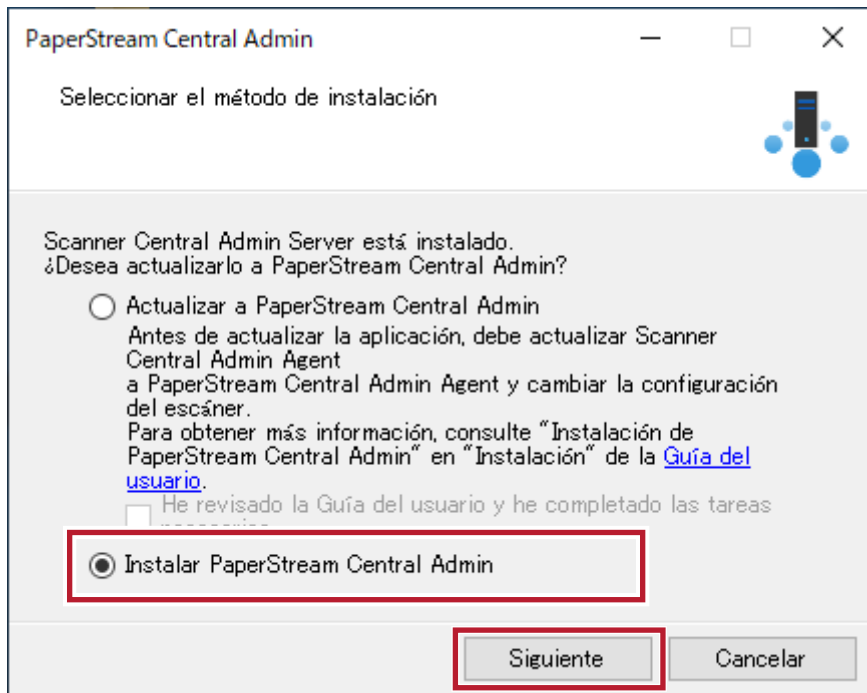 PaperStream Central Admin
Seleccionar el método de instalación
Scanner Central Admin Server está instalado.
¿Desea actualizarlo a PaperStream Central Admin?
Actualizar a PaperStream Central Admin
Antes de actualizar la aplicación, debe actualizar Scanner
Central Admin Agent
a PaperStream Central Admin Agent y cambiar la configuración
del escáner.
Para obtener más información, consulte "Instalación de
PaperStream Central Admin" en "Instalación" de la Guía del
usuario.
He revisado la Guía del usuario y he completado las tareas
Instalar PaperStream Central Admin
Siguiente
Cancelar